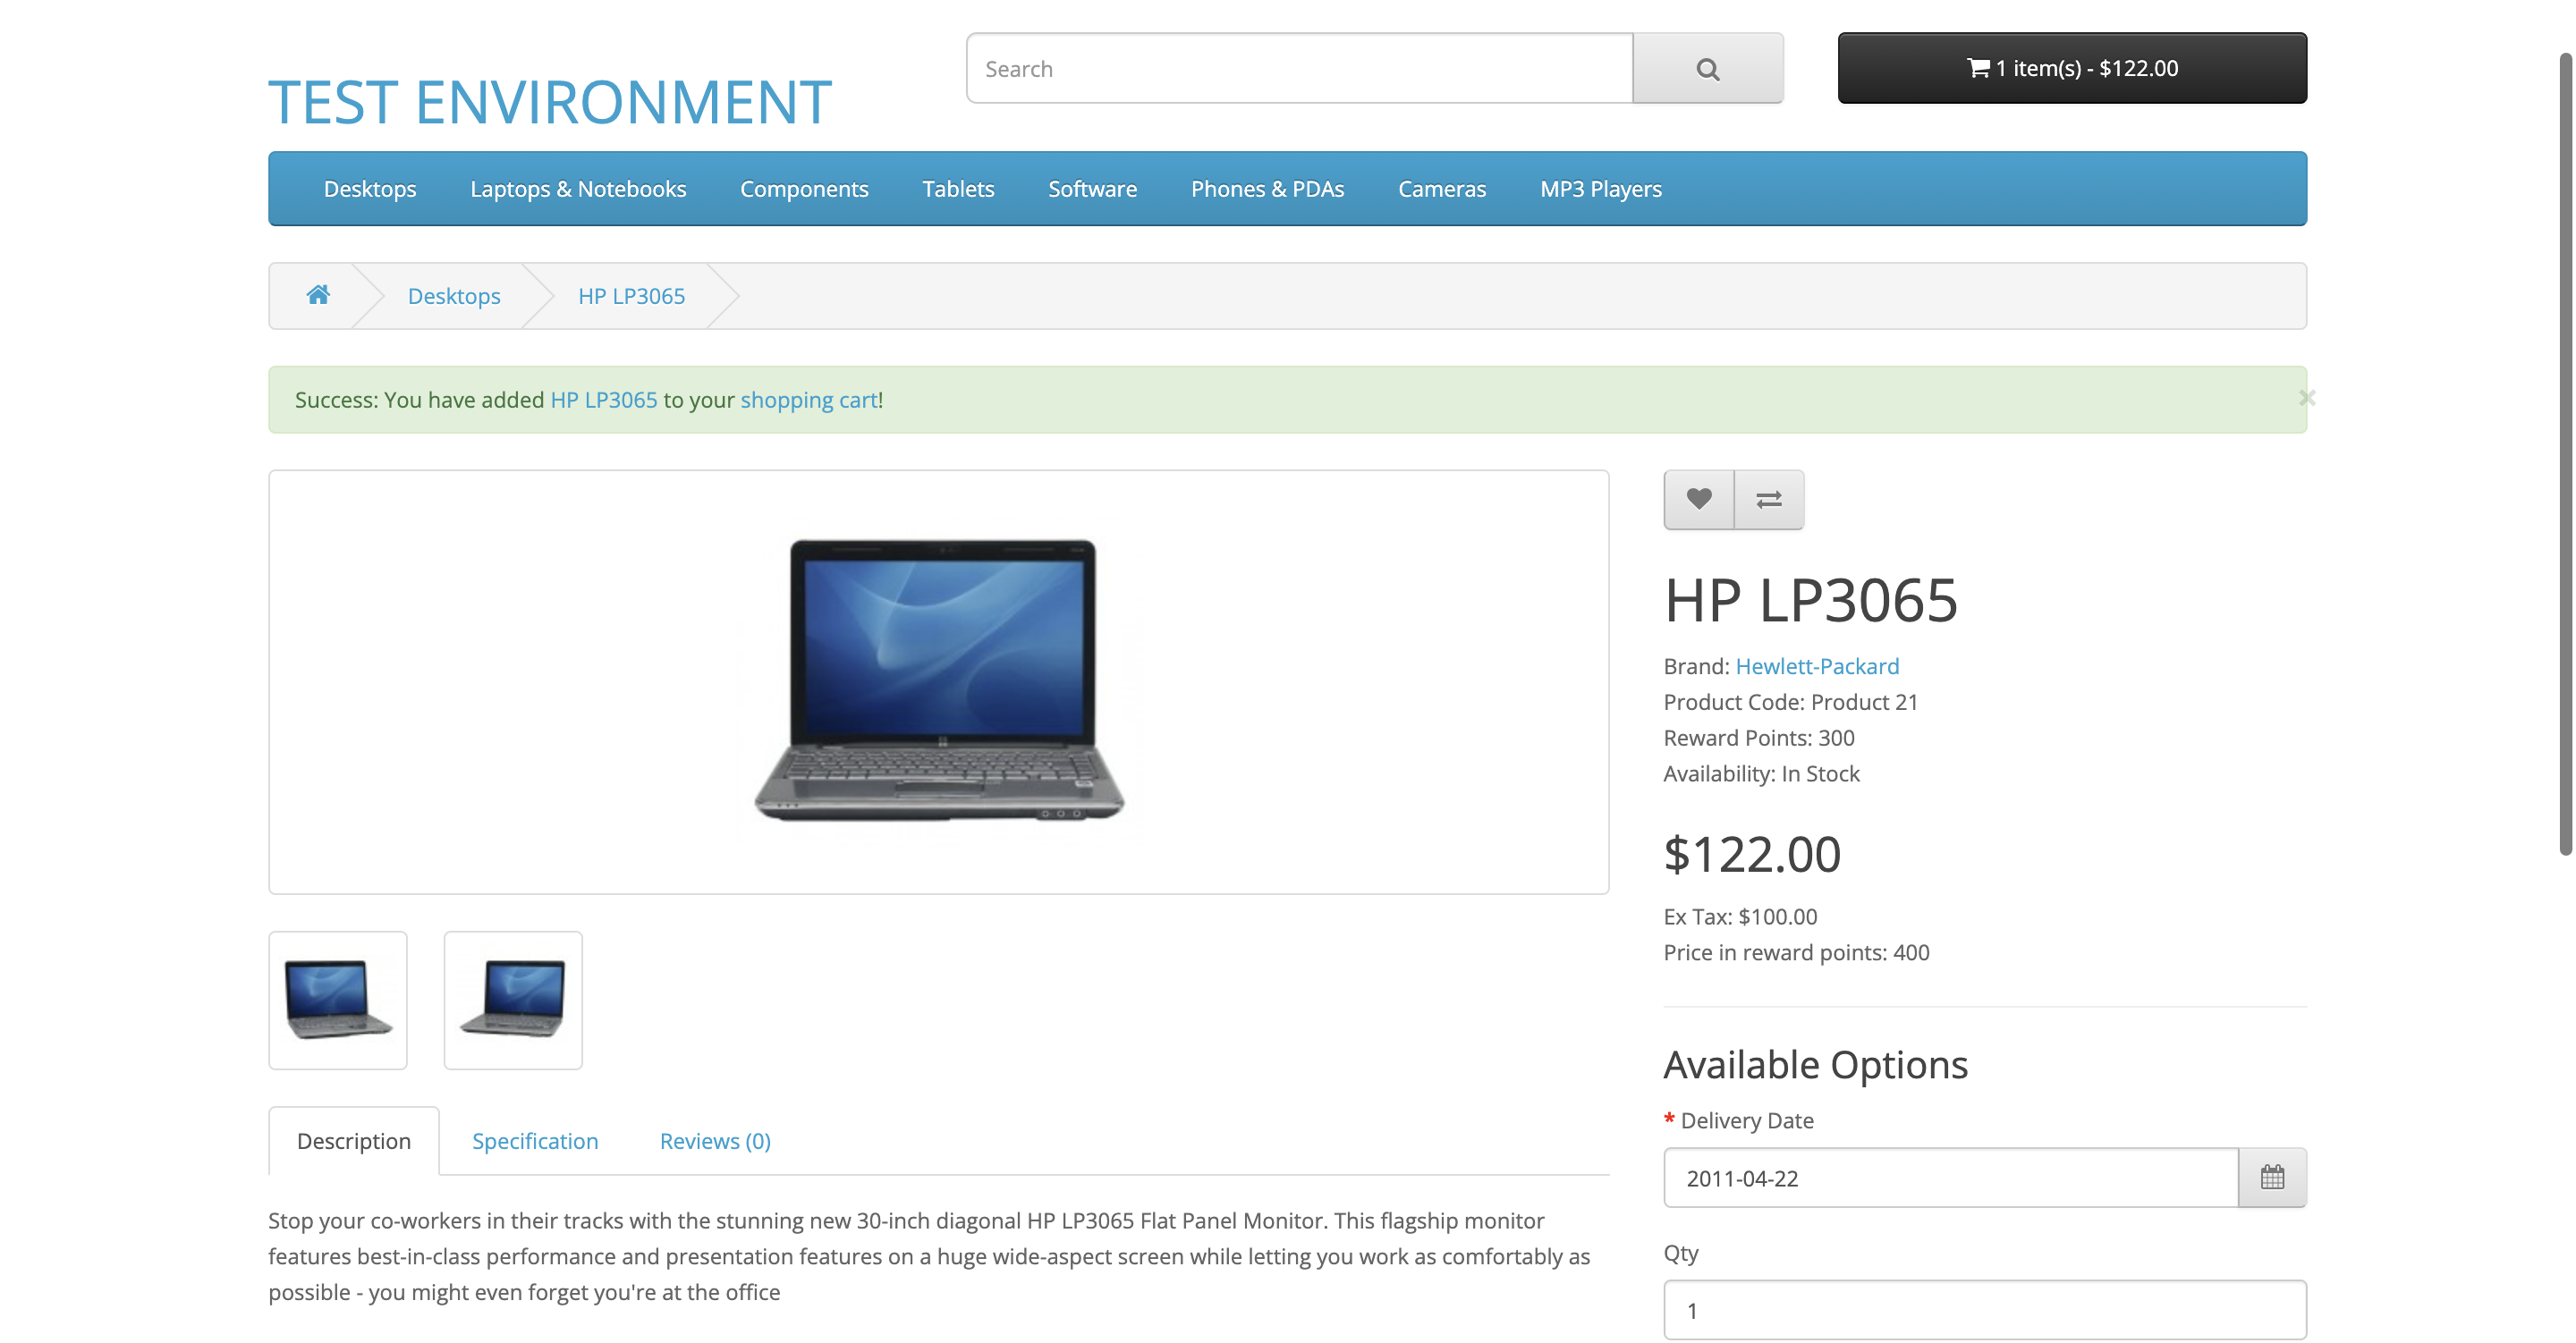 Search
1 item(s) - $122.00
TEST ENVIRONMENT
Desktops Laptops & Notebooks Components Tablets Software Phones & PDAs Cameras MP3 Players
Desktops HP LP3065
Success: You have added HP LP3065 to your shopping cart!
×
HP LP3065
Brand: Hewlett-Packard
Product Code: Product 21
Reward Points: 300
Availability: In Stock
$122.00
Ex Tax: $100.00
Price in reward points: 400
Available Options
* Delivery Date
2011-04-22
Qty
1
Description Specification Reviews (0)
Stop your co-workers in their tracks with the stunning new 30-inch diagonal HP LP3065 Flat Panel Monitor. This flagship monitor
features best-in-class performance and presentation features on a huge wide-aspect screen while letting you work as comfortably as
possible - you might even forget you're at the office